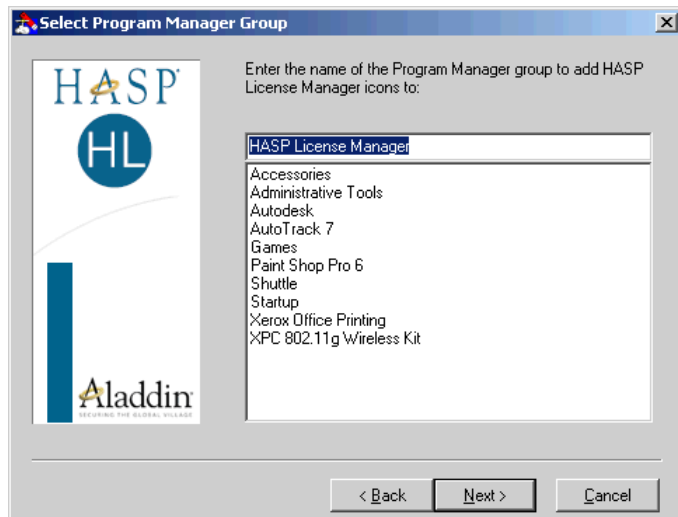 Select Program Manager Group
HASP
HL
Aladdin
SECURING THE GLOBAL VILLAGE
Enter the name of the Program Manager group to add HASP
License Manager icons to:
HASP License Manager
Accessories
Administrative Tools
Autodesk
AutoTrack 7
Games
Paint Shop Pro 6
Shuttle
Startup
Xerox Office Printing
XPC 802.11g Wireless Kit
< Back
Next >
Cancel